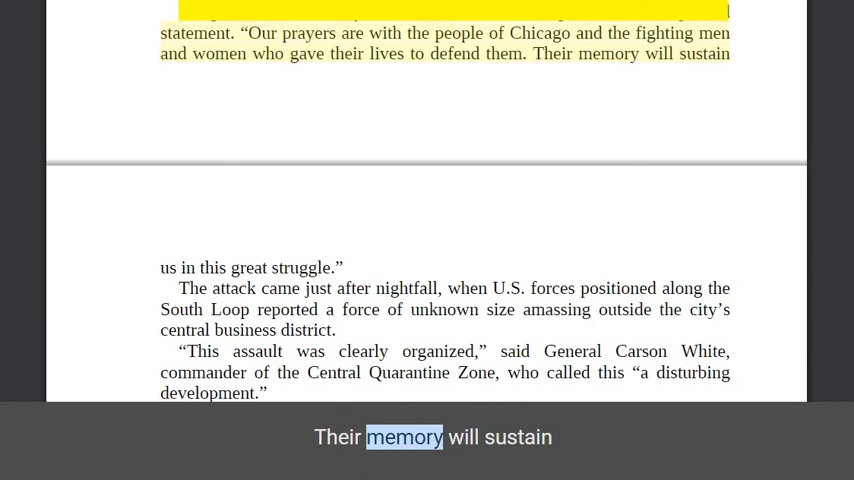 statement. “Our prayers are with the people of Chicago and the fighting men
and women who gave their lives to defend them. Their memory will sustain
us in this great struggle.”
The attack came just after nightfall, when U.S. forces positioned along the
South Loop reported a force of unknown size amassing outside the city’s
central business district.
“This assault was clearly organized,” said General Carson White,
commander of the Central Quarantine Zone, who called this “a disturbing
development.”
Their memory will sustain